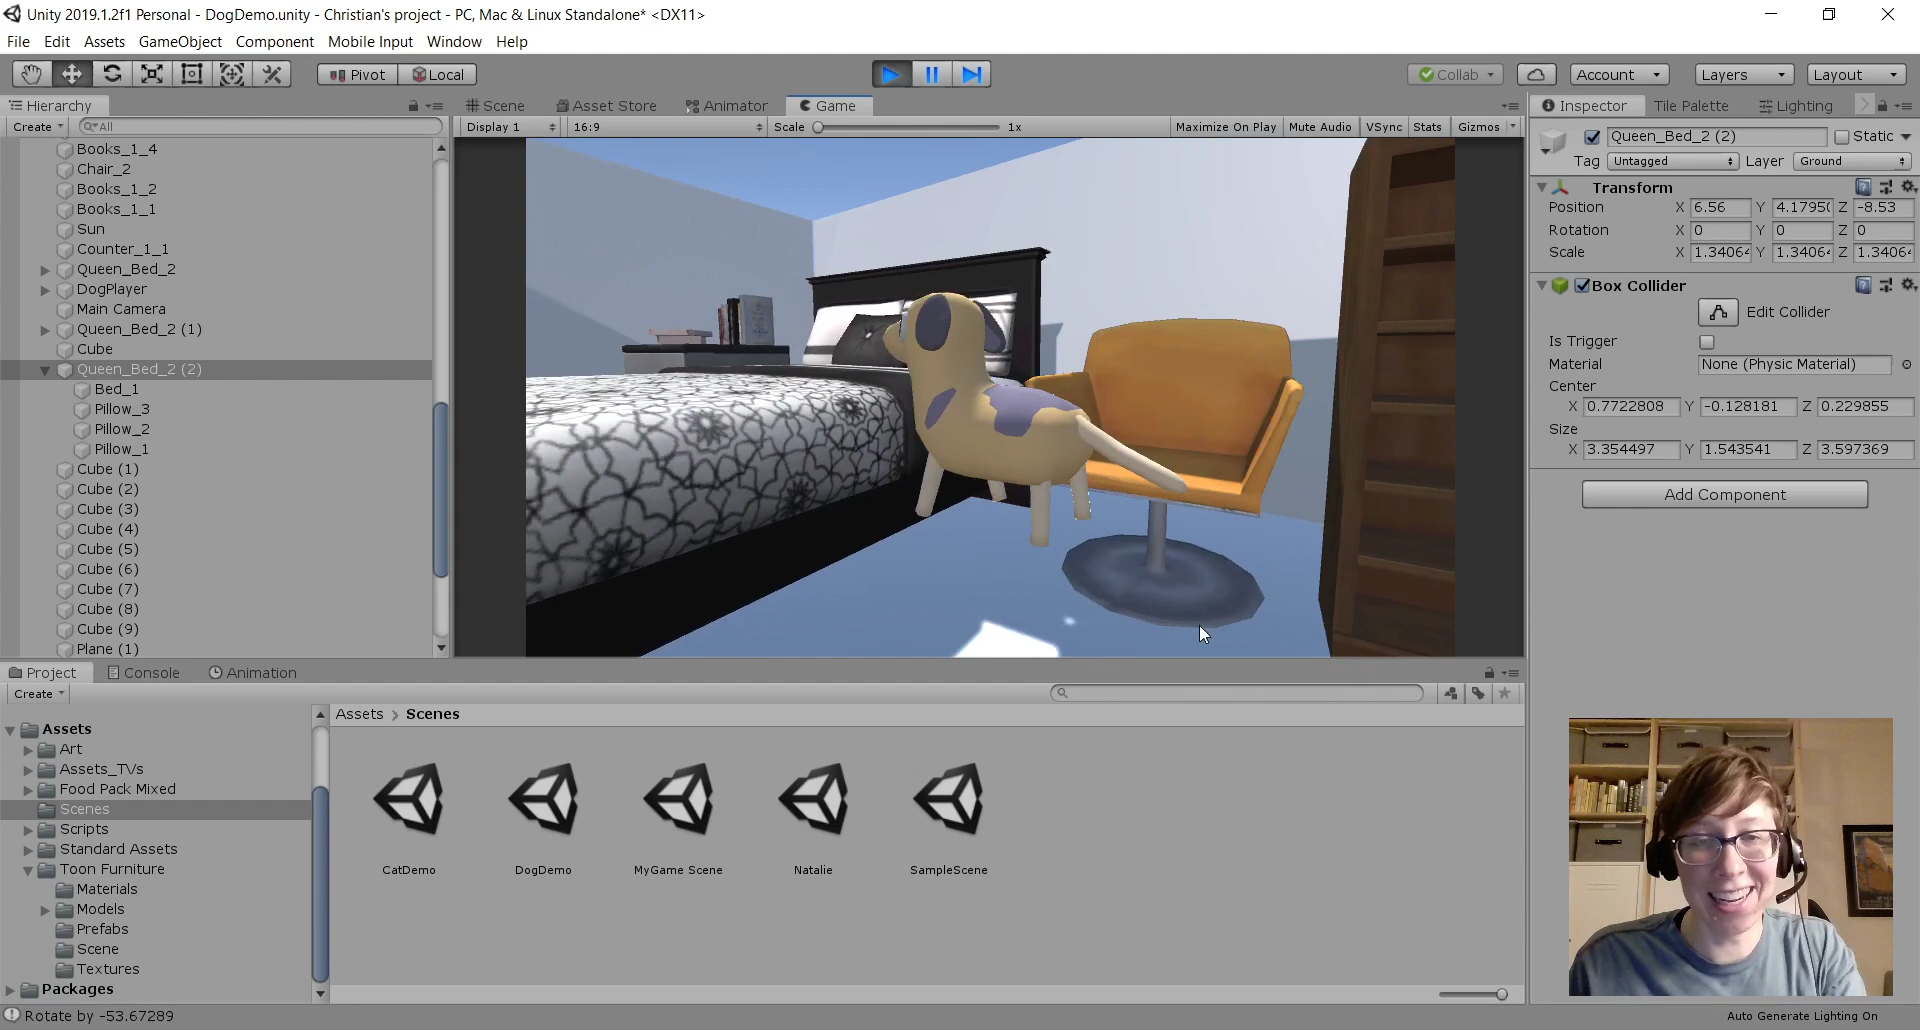 Unity 2019.1.2f1 Personal - DogDemo.unity - Christian's project - PC, Mac & Linux Standalone* <DX11>
File Edit Assets GameObject Component Mobile Input Window Help
Pivot Local Collab Account Layers Layout
Hierarchy
Create All
Books_1_4
Chair_2
Books_1_2
Books_1_1
Sun
Counter_1_1
Queen_Bed_2
DogPlayer
Main Camera
Queen_Bed_2 (1)
Cube
Queen_Bed_2 (2)
Bed_1
Pillow_3
Pillow_2
Pillow_1
Cube (1)
Cube (2)
Cube (3)
Cube (4)
Cube (5)
Cube (6)
Cube (7)
Cube (8)
Cube (9)
Plane (1)
Scene Asset Store Animator Game
Display 1 16:9 Scale 1x Maximize On Play Mute Audio VSync Stats Gizmos
Inspector Tile Palette Lighting
Queen_Bed_2 (2) Static
Tag Untagged Layer Ground
Transform
Position X 6.56 Y 4.1795( Z -8.53
Rotation X 0 Y 0 Z 0
Scale X 1.3406 Y 1.3406 Z 1.3406
Box Collider
Edit Collider
Is Trigger
Material None (Physic Material)
Center
X 0.7722808 Y -0.128181 Z 0.229855
Size
X 3.354497 Y 1.543541 Z 3.597369
Add Component
Project Console Animation
Create
Assets
Art
Assets_TVs
Food Pack Mixed
Scenes
Scripts
Standard Assets
Toon Furniture
Materials
Models
Prefabs
Scene
Textures
Packages
Assets > Scenes
CatDemo DogDemo MyGame Scene Natalie SampleScene
Rotate by -53.67289
Auto Generate Lighting On